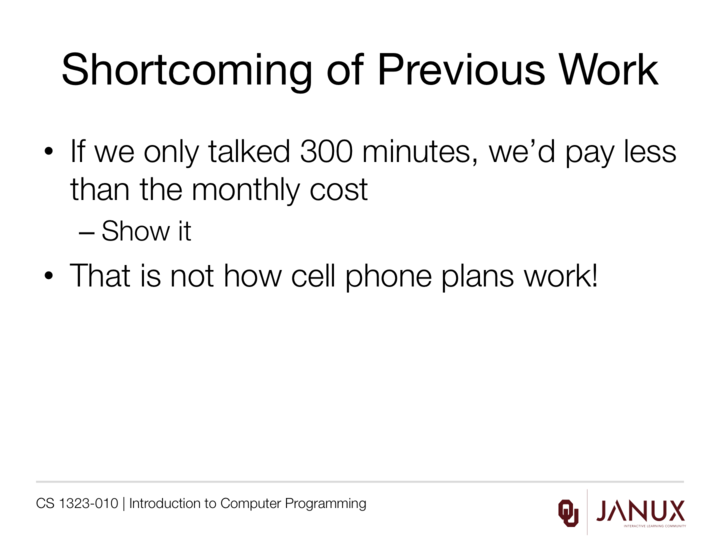 Shortcoming of Previous Work
• If we only talked 300 minutes, we’d pay less
than the monthly cost
– Show it
• That is not how cell phone plans work!
CS 1323-010 | Introduction to Computer Programming
OU JANUX
INTERACTIVE LEARNING COMMUNITY